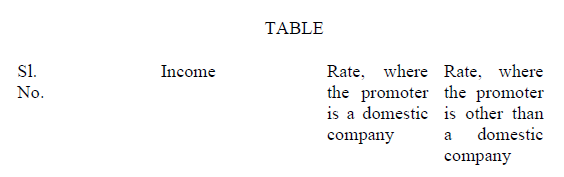 TABLE
Sl. Income Rate, where Rate, where
No. the promoter the promoter
is a domestic is other than
company a domestic
company